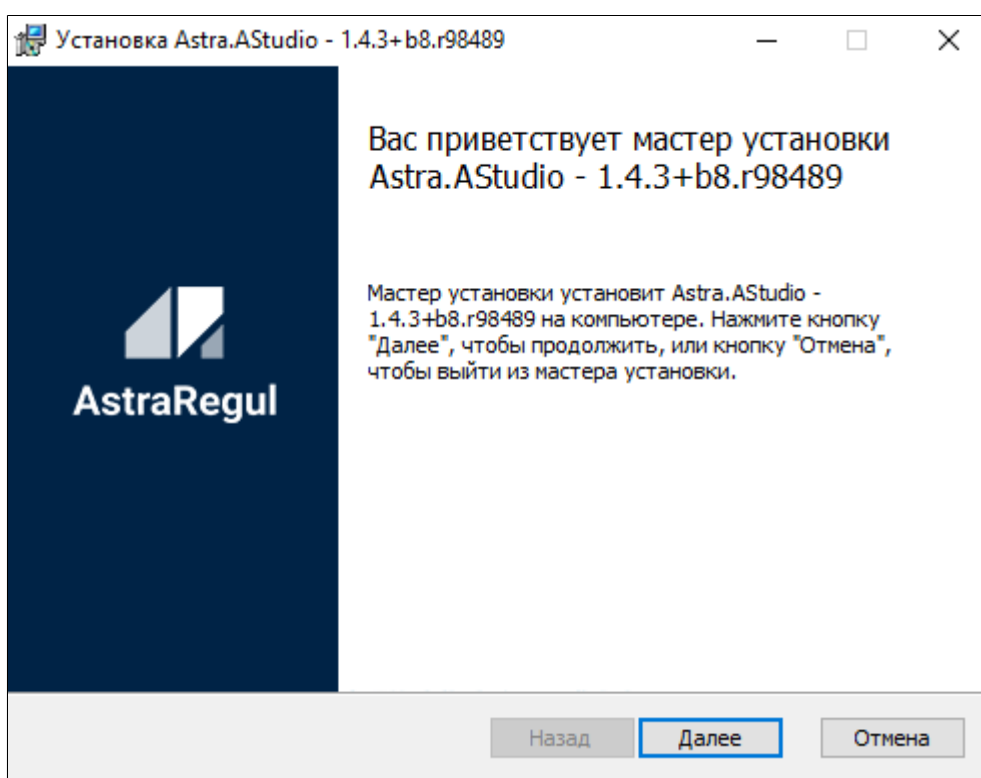 Установка Astra.AStudio - 1.4.3+b8.r98489
Вас приветствует мастер установки
Astra.AStudio - 1.4.3+b8.r98489
Мастер установки установит Astra.AStudio -
1.4.3+b8.r98489 на компьютере. Нажмите кнопку
"Далее", чтобы продолжить, или кнопку "Отмена",
чтобы выйти из мастера установки.
AstraRegul
Назад
Далее
Отмена